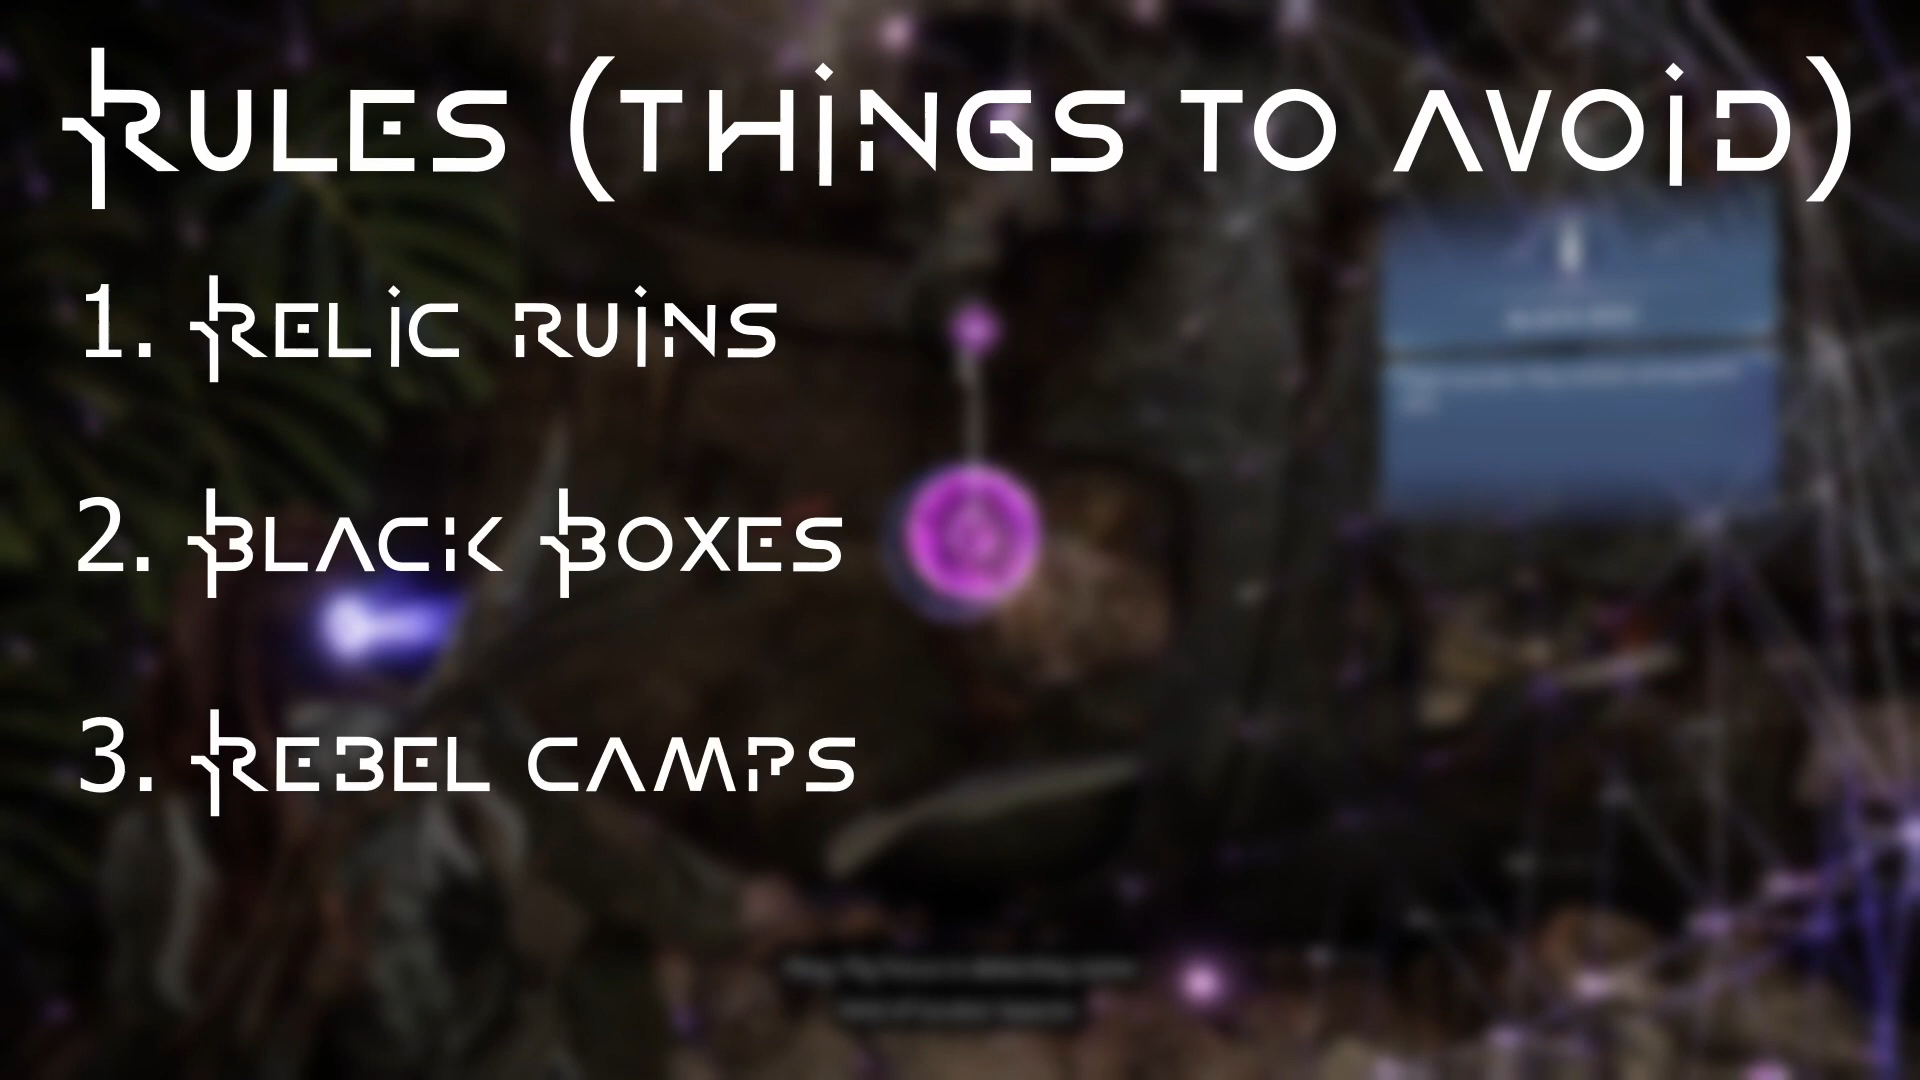 Rules (things to avoid)
1. Relic ruins
2. Black Boxes
3. Rebel camps